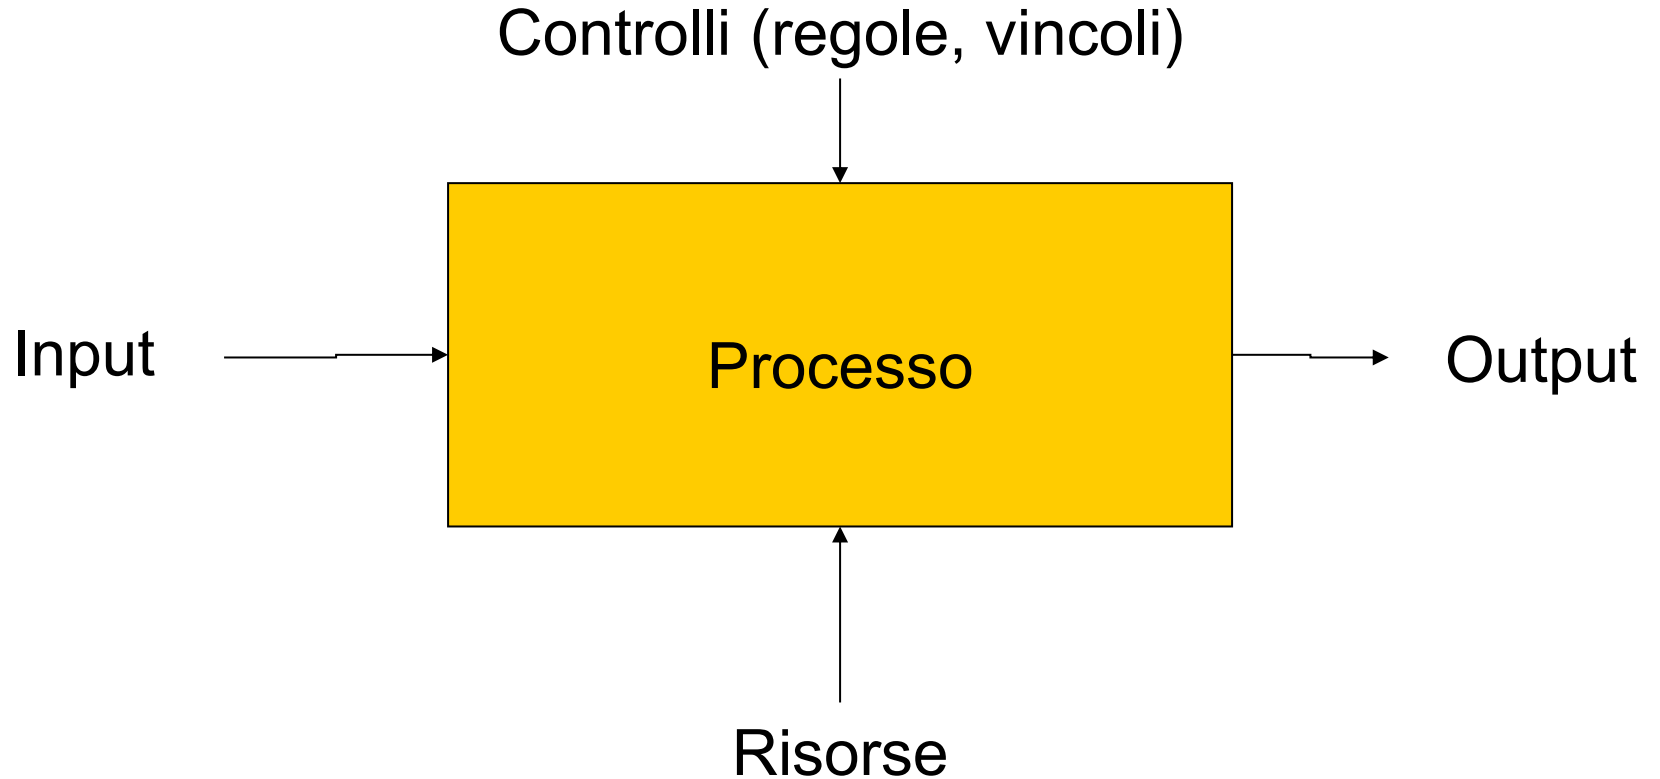 Controlli (regole, vincoli)
Input
Processo
Output
Risorse